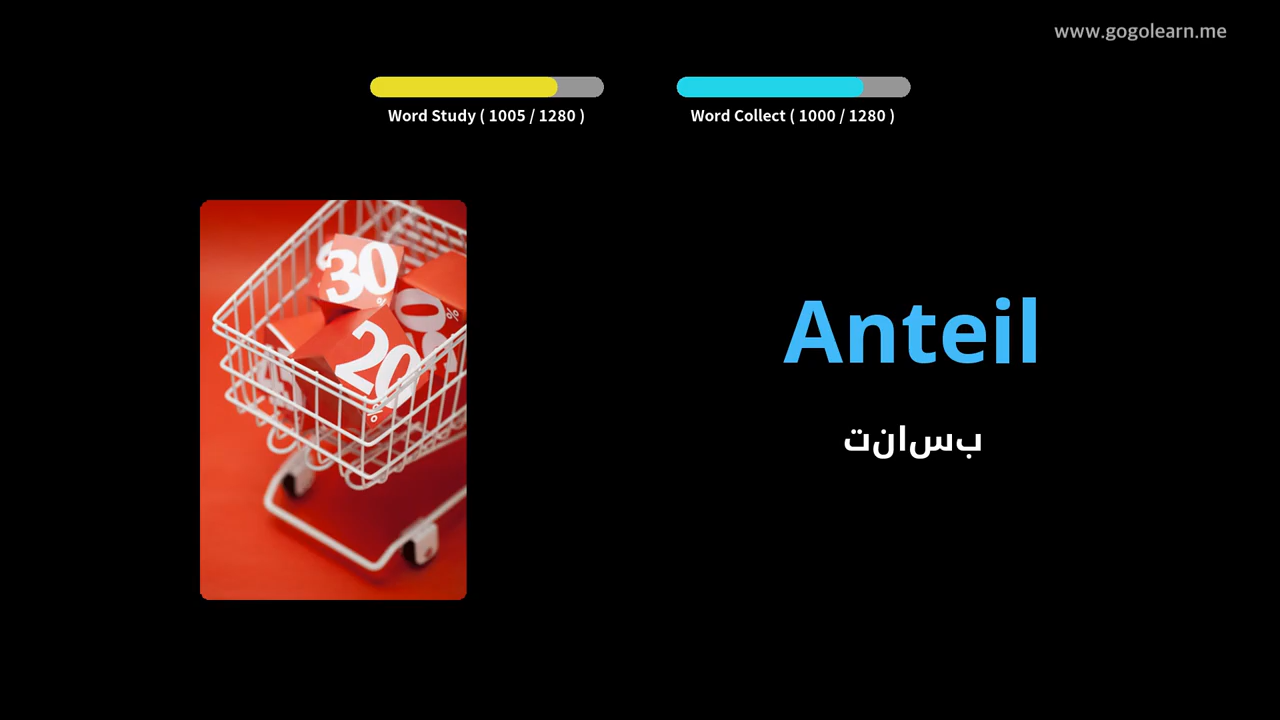 www.gogolearn.me
Word Study ( 1005 / 1280 )
Word Collect ( 1000 / 1280 )
30 %
20 %
Anteil
بسانت